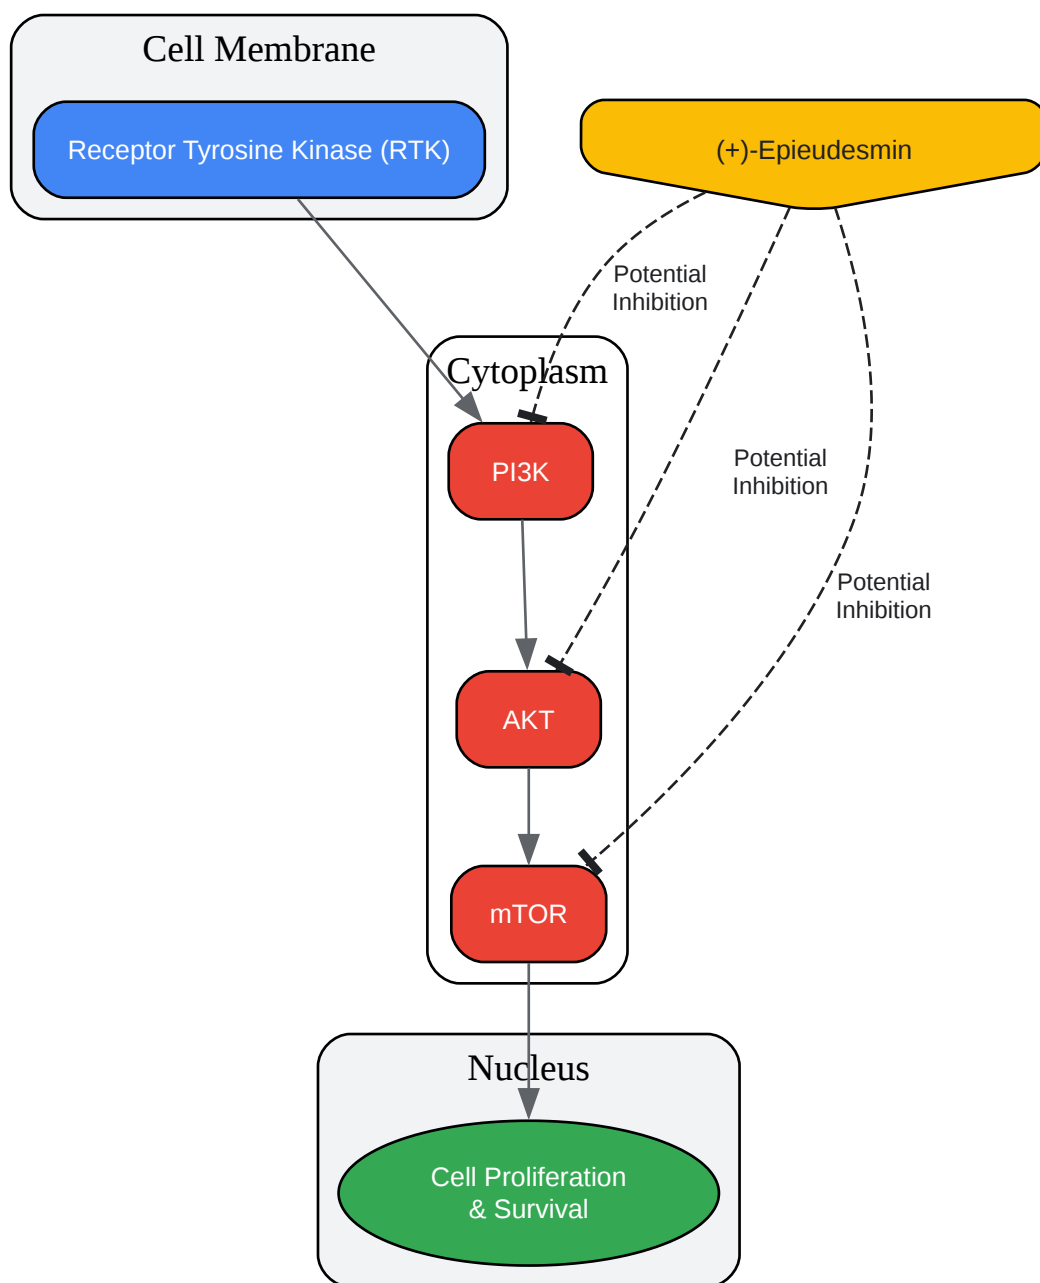 Cell Membrane
Receptor Tyrosine Kinase (RTK)
(+)-Epieudesmin
Potential
Inhibition
Cytoplasm
PI3K
Potential
Inhibition
Potential
Inhibition
AKT
mTOR
Nucleus
Cell Proliferation
& Survival